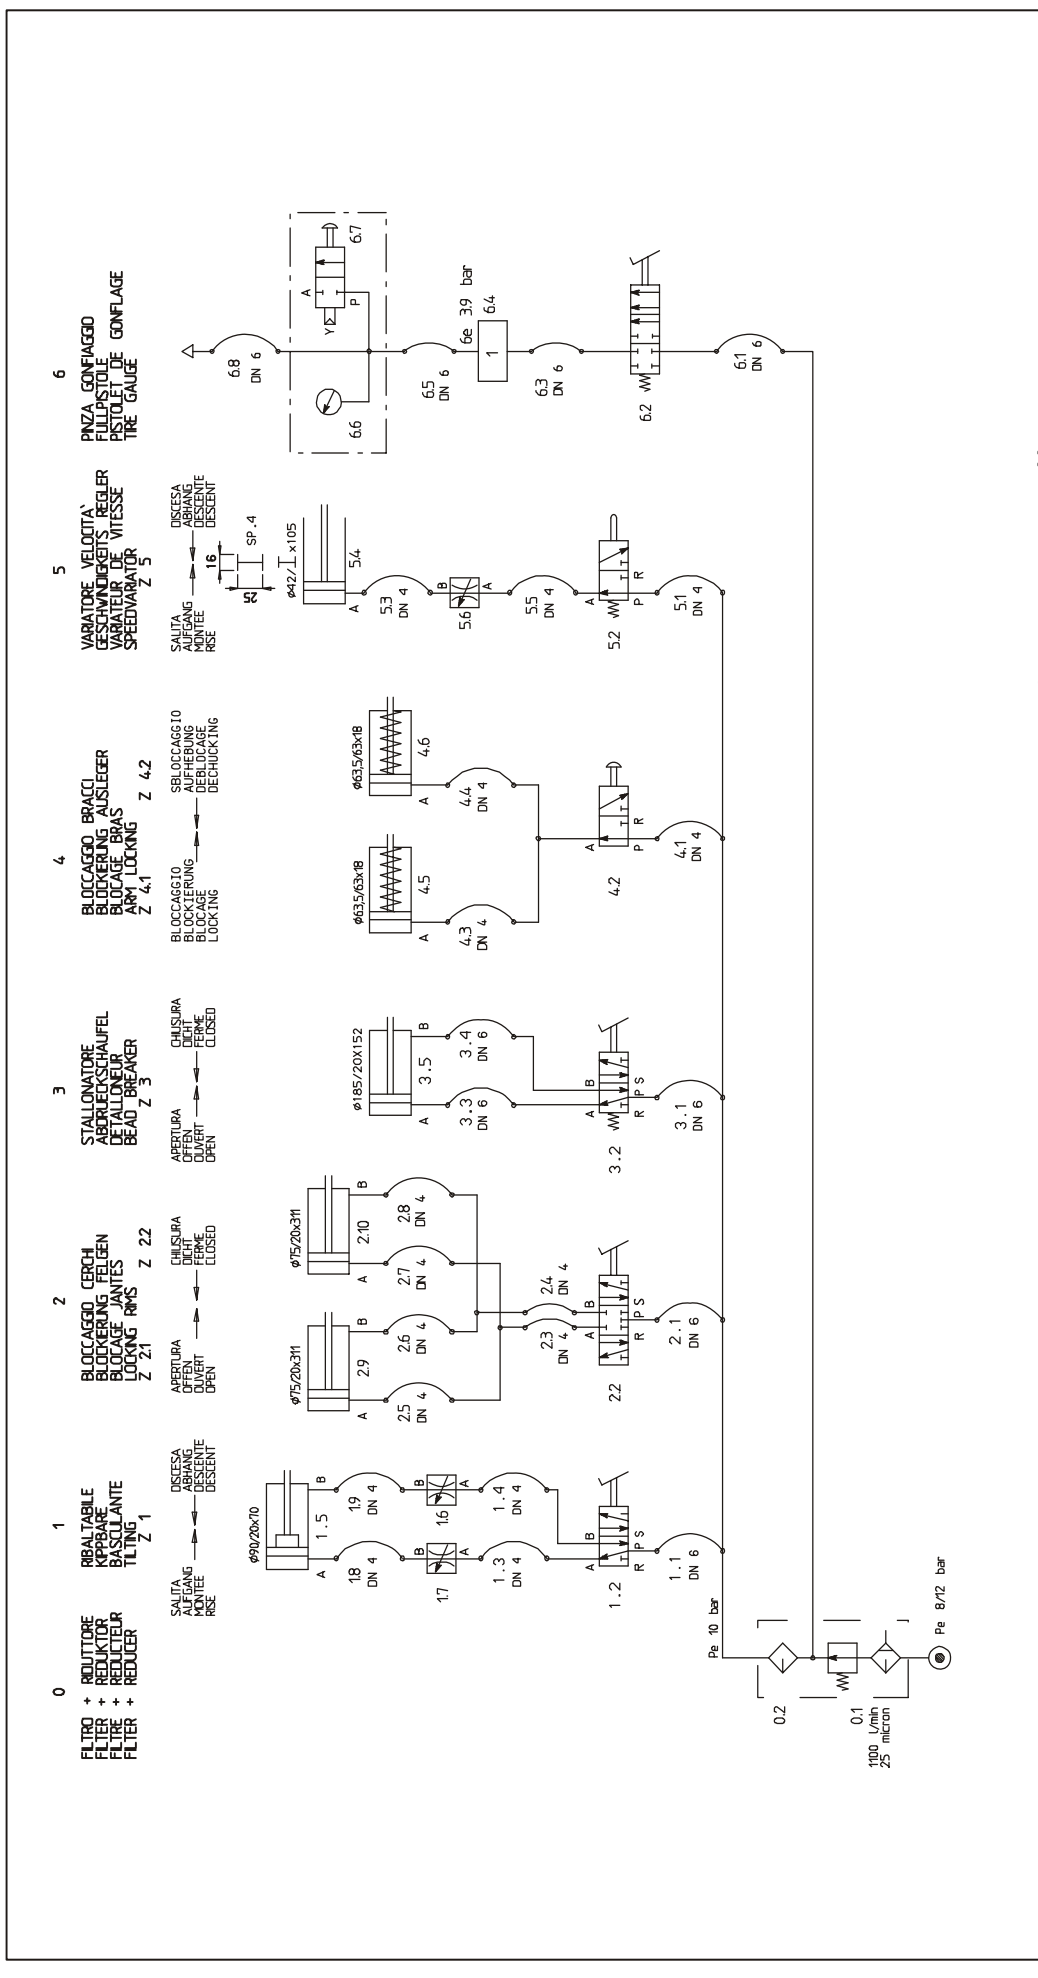 0
FILTRO + RIDUTTORE
FILTER + REDUKTOR
FILTRE + REDUCTEUR
FILTER + REDUCER
1
RIBALTABILE
KIPPBARE
BASCULANTE
TILTING
Z 1
SALITA
AUFGANG
MONTEE
RISE
DISCESA
ABHANG
DESCENTE
DESCENT
2
BLOCCAGGIO CERCHI
BLOCKIERUNG FELGEN
BLOCAGE JANTES
LOCKING RIMS
Z 2.1
Z 2.2
APERTURA
OFFEN
OUVERT
OPEN
CHIUSURA
DICHT
FERME
CLOSED
3
STALLONATORE
ABDRUECKSCHAUFEL
DETALLONEUR
BEAD BREAKER
Z 3
APERTURA
OFFEN
OUVERT
OPEN
CHIUSURA
DICHT
FERME
CLOSED
4
BLOCCAGGIO BRACCI
BLOCKERUNG AUSLEGER
BLOCAGE BRAS
ARM LOCKING
Z 4.1
Z 4.2
BLOCCAGGIO
BLOCKIERUNG
BLOCAGE
LOCKING
SBLOCCAGGIO
AUFHEBUNG
DEBLOCAGE
DECHUCKING
5
VARIATORE VELOCITA'
GESCHWINDIGKEITS REGLER
VARIATEUR DE VITESSE
SPEEDVARIATOR
Z 5
SALITA
AUFGANG
MONTEE
RISE
DISCESA
ABHANG
DESCENTE
DESCENT
16
25
SP.4
6
PINZA GONFIAGGIO
FULLPISTOLE
PISTOLET DE GONFLAGE
TIRE GAUGE
ø90/20x70
A
1.5
B
1.8
DN 4
1.9
DN 4
B
1.7
A
B
1.6
A
1.3
DN 4
1.4
DN 4
A
B
1.2
R P S
1.1
DN 6
ø75/20x311
A
2.9
B
ø75/20x311
A
2.10
B
2.5
DN 4
2.6
DN 4
2.7
DN 4
2.8
DN 4
2.3
DN 4
2.4
DN 4
A
B
2.2
R P S
2.1
DN 6
ø185/20X152
A
3.5
B
3.3
DN 6
3.4
DN 6
A
B
3.2
R P S
3.1
DN 6
ø63,5/63x18
A
4.5
ø63,5/63x18
A
4.6
4.3
DN 4
4.4
DN 4
A
4.2
P R
4.1
DN 4
ø42/ x105
A
5.4
5.3
DN 4
B
5.6
A
5.5
DN 4
A
5.2
P R
5.1
DN 4
6.8
DN 6
Y
A
P
6.7
6.6
6.5
DN 6
6e 3.9 bar
6.4
1
6.3
DN 6
6.2
6.1
DN 6
Pe 10 bar
0.2
0.1
1100 l/min
25 micron
Pe 8/12 bar